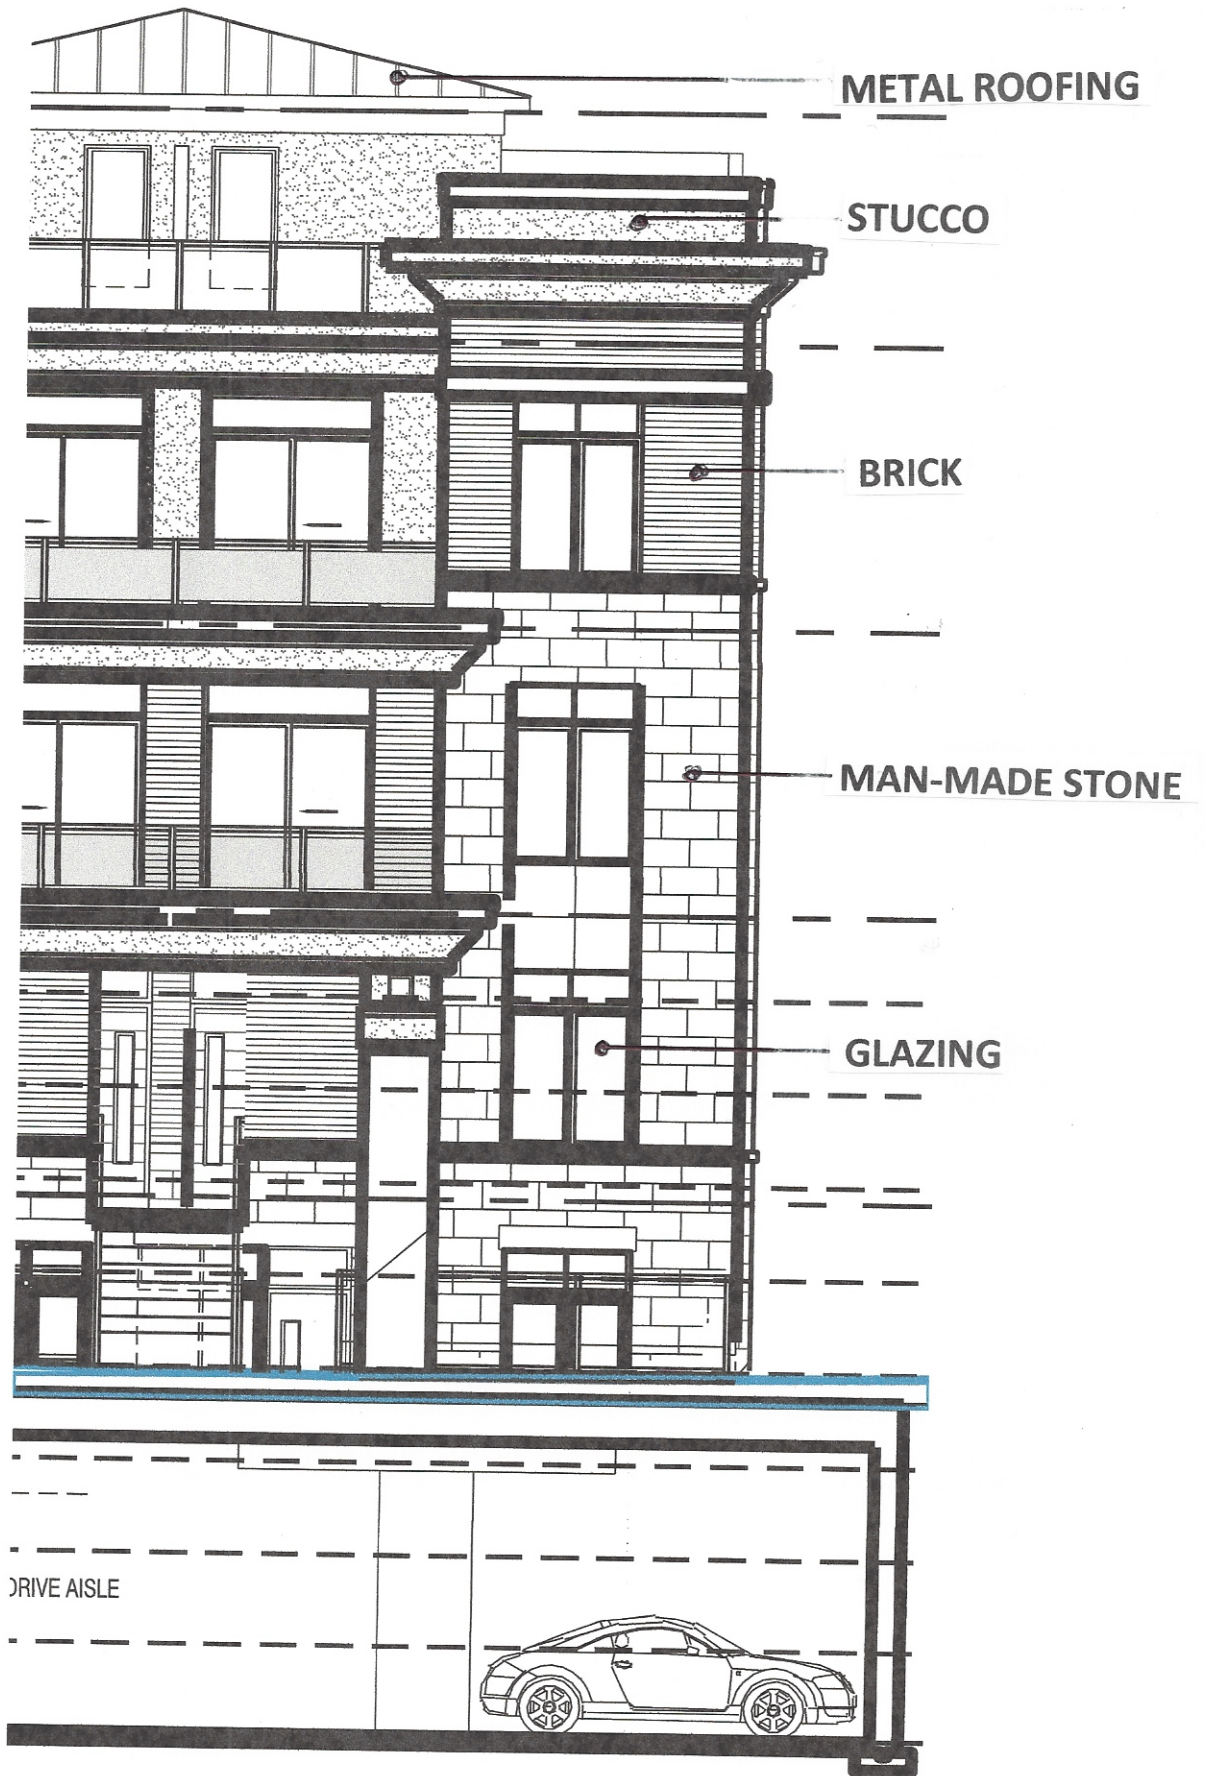 METAL ROOFING
STUCCO
BRICK
MAN-MADE STONE
GLAZING
DRIVE AISLE